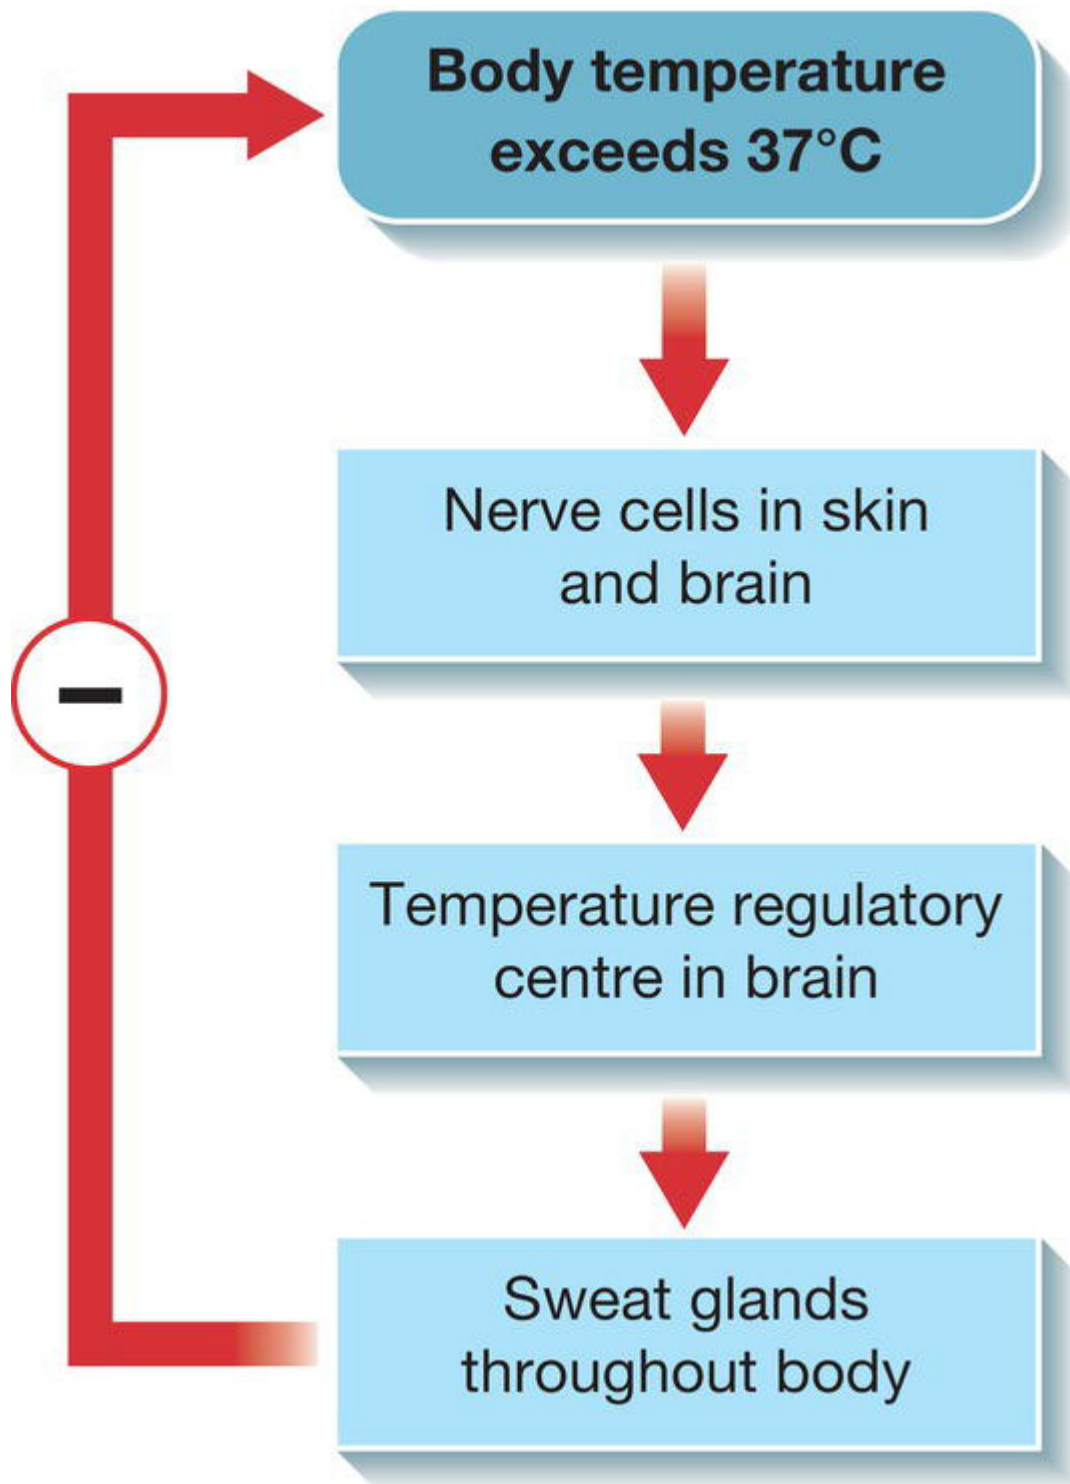 Body temperature
exceeds 37°C
Nerve cells in skin
and brain
Temperature regulatory
centre in brain
Sweat glands
throughout body
–